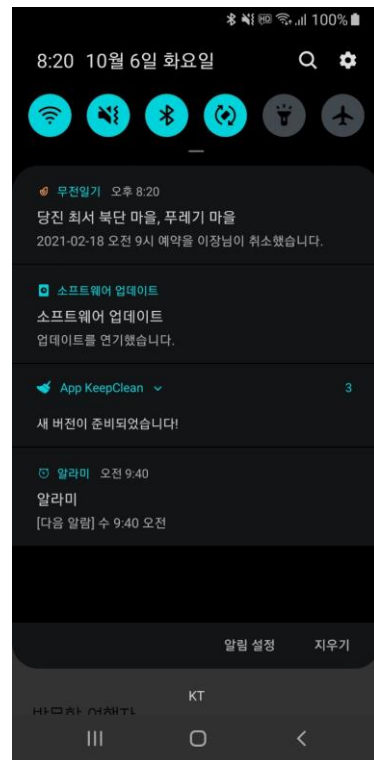 100%
8:20 10월 6일 화요일
무전일기 오후 8:20
당진 최서 북단 마을, 푸레기 마을
2021-02-18 오전 9시 예약을 이장님이 취소했습니다.
소프트웨어 업데이트
소프트웨어 업데이트
업데이트를 연기했습니다.
App KeepClean 3
새 버전이 준비되었습니다!
알라미 오전 9:40
알라미
[다음 알람] 수 9:40 오전
알림 설정 지우기
KT